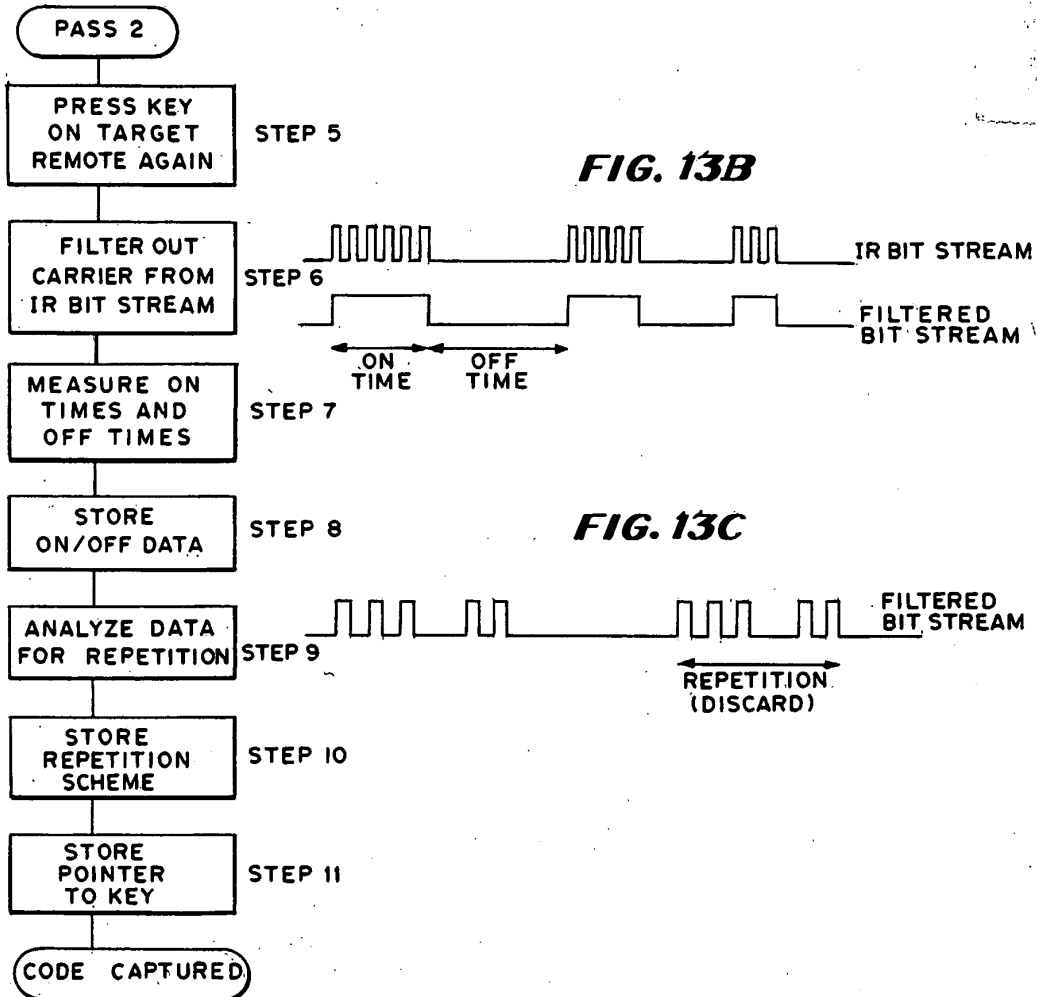 PASS 2
PRESS KEY
ON TARGET
REMOTE AGAIN
STEP 5
FIG. 13B
FILTER OUT
CARRIER FROM
IR BIT STREAM
STEP 6
IR BIT STREAM
FILTERED
BIT STREAM
ON
TIME
OFF
TIME
MEASURE ON
TIMES AND
OFF TIMES
STEP 7
STORE
ON/OFF DATA
STEP 8
FIG. 13C
ANALYZE DATA
FOR REPETITION
STEP 9
FILTERED
BIT STREAM
REPETITION
(DISCARD)
STORE
REPETITION
SCHEME
STEP 10
STORE
POINTER
TO KEY
STEP 11
CODE CAPTURED